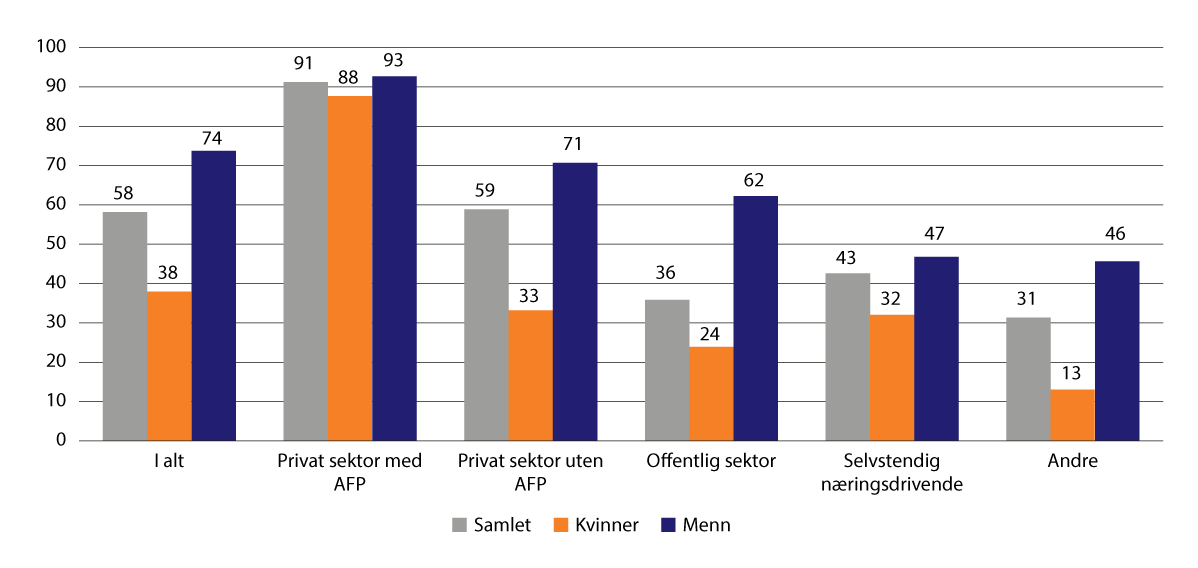 100
90
80
70
60
50
40
30
20
10
0
58
38
74
91
88
93
59
33
71
36
24
62
43
32
47
31
13
46
I alt
Privat sektor med
AFP
Privat sektor uten
AFP
Offentlig sektor
Selvstendig
næringsdrivende
Andre
Samlet Kvinner Menn